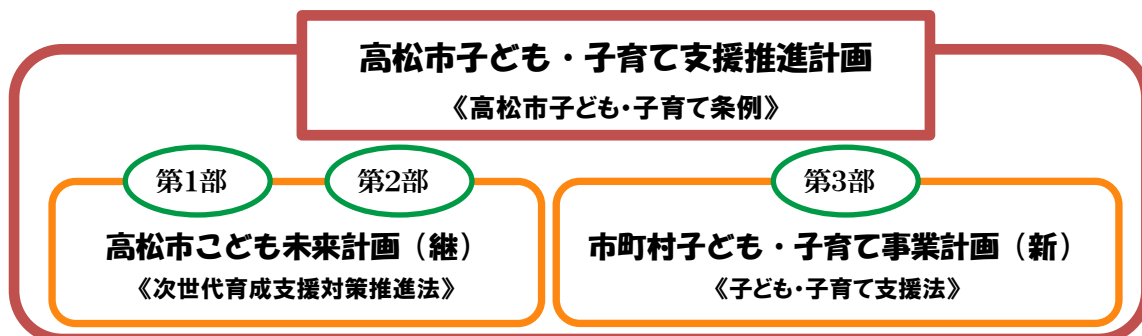 高松市子ども・子育て支援推進計画
《高松市子ども・子育て条例》
第1部
第2部
第3部
高松市こども未来計画（継）
《次世代育成支援対策推進法》
市町村子ども・子育て事業計画（新）
《子ども・子育て支援法》